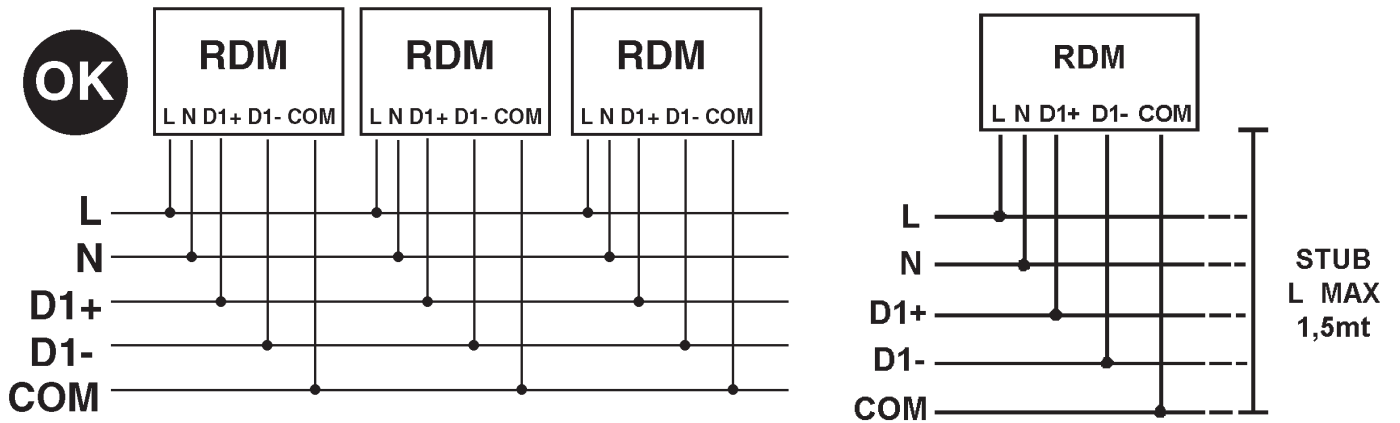 OK
RDM
L N D1+ D1- COM
RDM
L N D1+ D1- COM
RDM
L N D1+ D1- COM
L
N
D1+
D1-
COM
RDM
L N D1+ D1- COM
L
N
D1+
D1-
COM
STUB
L MAX
1,5mt